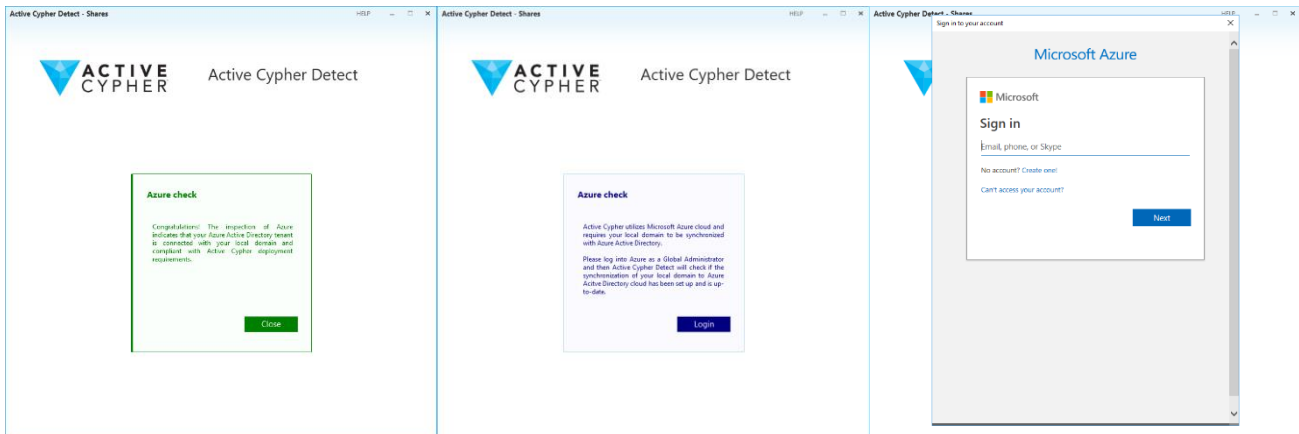 Active Cypher Detect - Shares
HELP
ACTIVE
CYPHER
Active Cypher Detect
Azure check
Congratulations! The inspection of Azure
indicates that your Azure Active Directory tenant
is connected with your local domain and
compliant with Active Cypher deployment
requirements.
Close
Active Cypher Detect - Shares
HELP
ACTIVE
CYPHER
Active Cypher Detect
Azure check
Active Cypher utilizes Microsoft Azure cloud and
requires your local domain to be synchronized
with Azure Active Directory.
Please log into Azure as a Global Administrator
and then Active Cypher Detect will check if the
synchronization of your local domain to Azure
Acitve Directory cloud has been set up and is up-
to-date.
Login
Active Cypher Detect - Shares
HELP
Sign in to your account
Microsoft Azure
Microsoft
Sign in
Email, phone, or Skype
No account? Create one!
Can't access your account?
Next